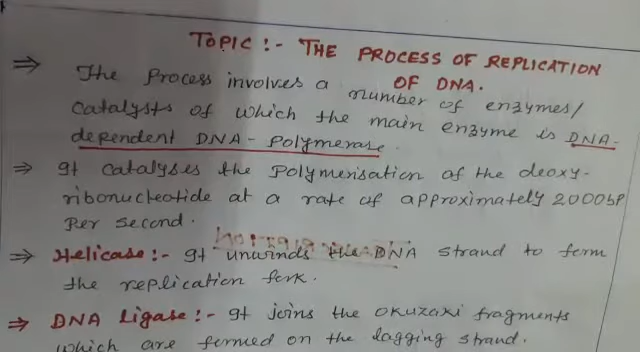 TOPIC :- THE PROCESS OF REPLICATION
OF DNA.
⇒ The Process involves a number of enzymes/
Catalysts of which the main enzyme is DNA-
dependent DNA-Polymerase.
⇒ It catalyses the Polymerisation of the deoxy-
ribonucleotide at a rate of approximately 2000bp
Per second.
⇒ Helicase :- It unwinds the DNA strand to form
the replication fork.
⇒ DNA ligase :- It joins the okuzaki fragments
which are formed on the lagging strand.